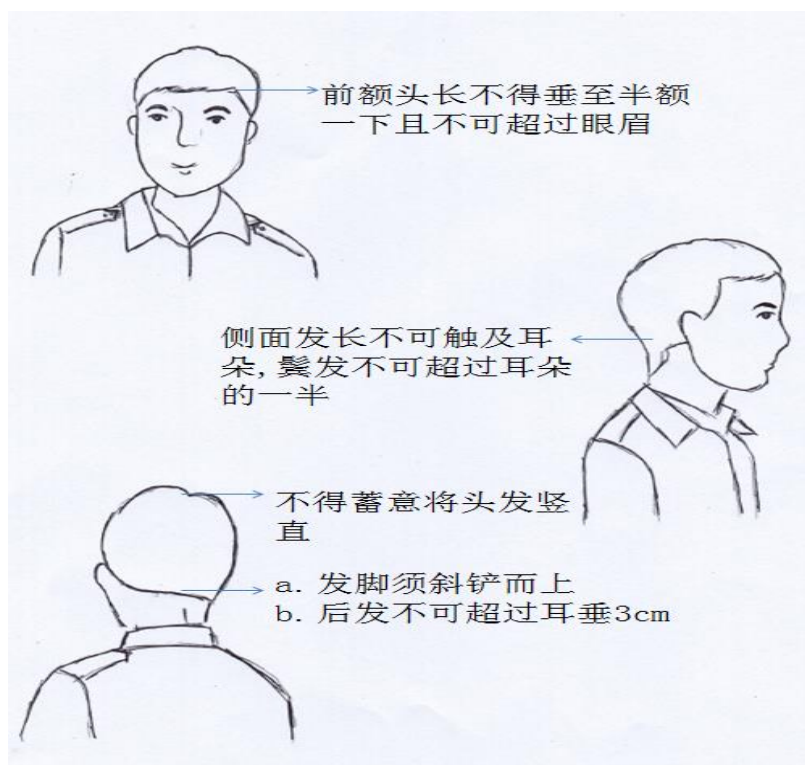 前额头长不得垂至半额
一下且不可超过眼眉
侧面发长不可触及耳
朵,鬓发不可超过耳朵
的一半
不得蓄意将头发竖
直
a. 发脚须斜铲而上
b. 后发不可超过耳垂3cm